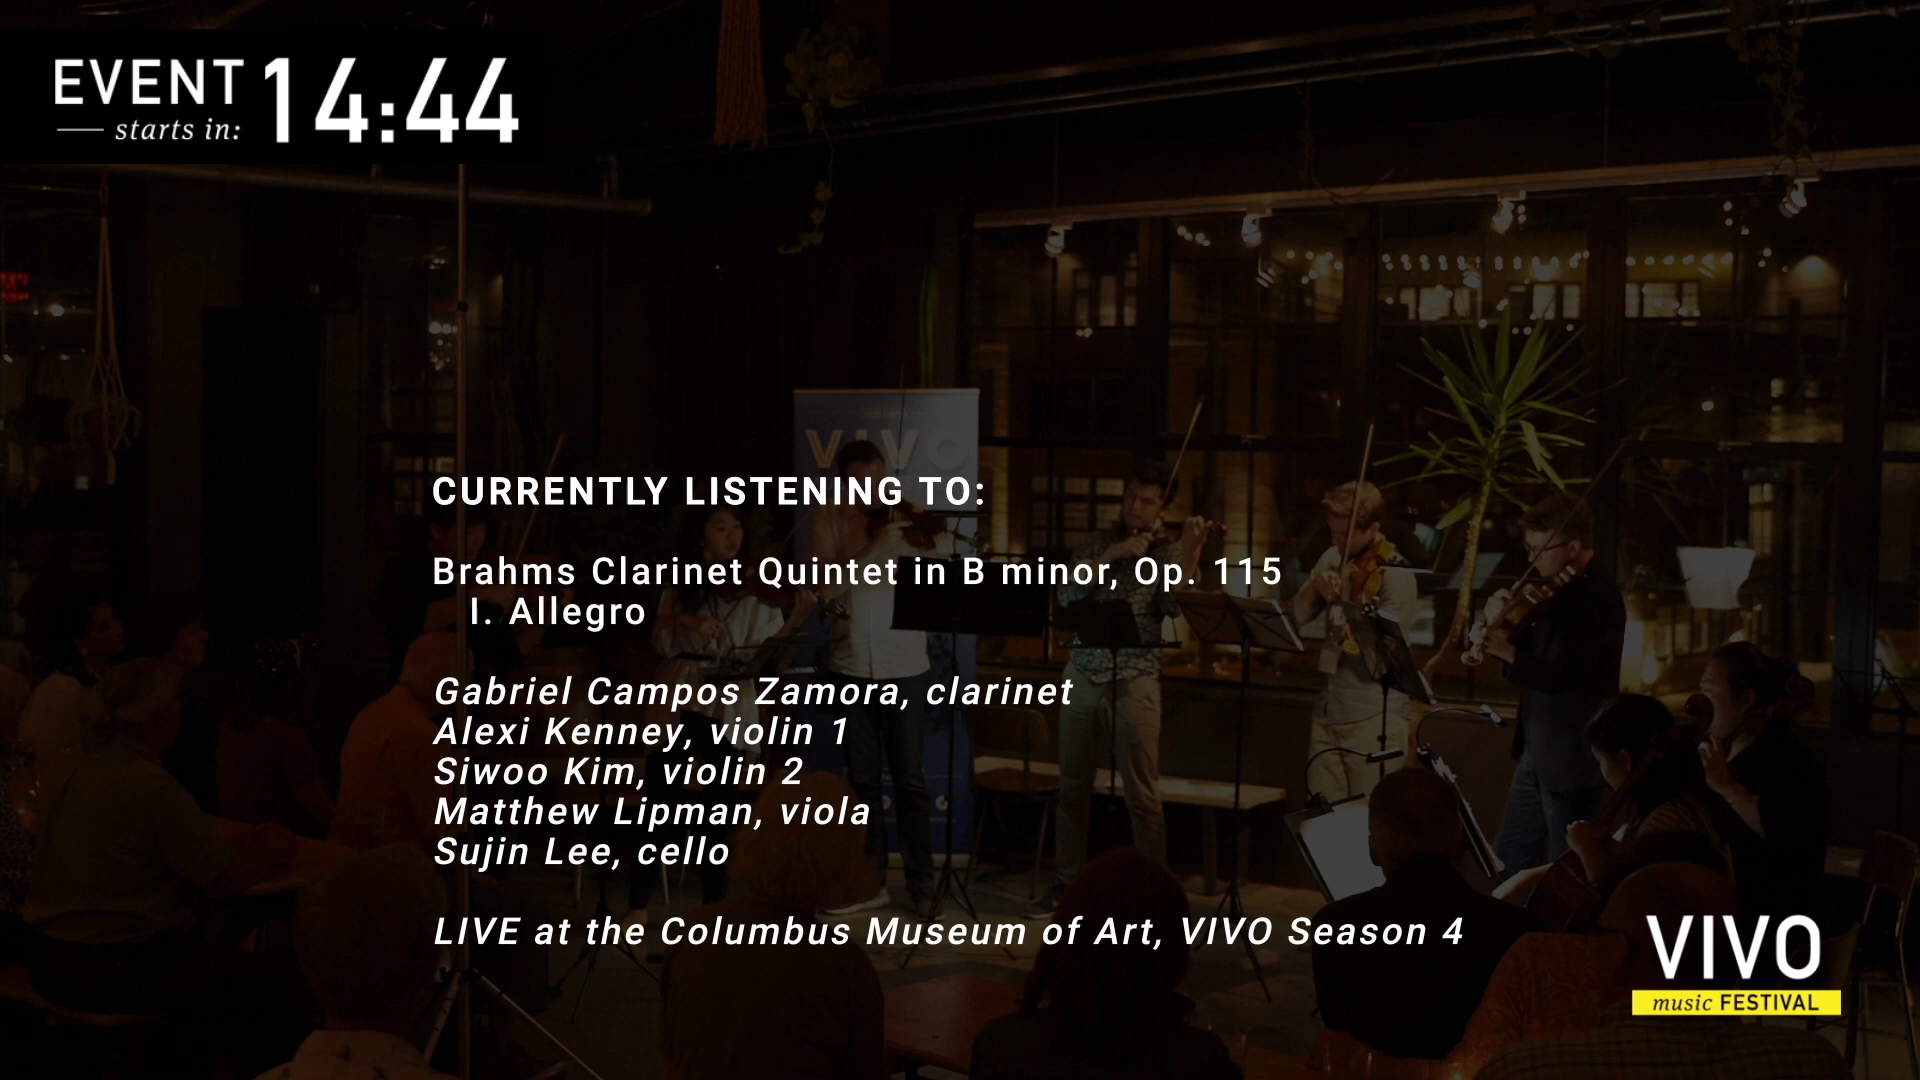 EVENT
starts in:
14:44
VIVO
CURRENTLY LISTENING TO:
Brahms Clarinet Quintet in B minor, Op. 115
I. Allegro
Gabriel Campos Zamora, clarinet
Alexi Kenney, violin 1
Siwoo Kim, violin 2
Matthew Lipman, viola
Sujin Lee, cello
LIVE at the Columbus Museum of Art, VIVO Season 4
VIVO
music FESTIVAL